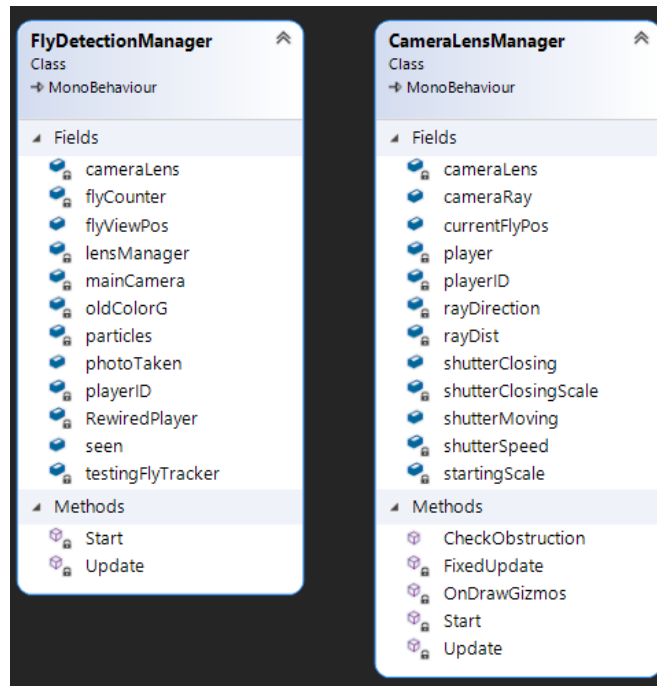 FlyDetectionManager
Class
MonoBehaviour
Fields
cameraLens
flyCounter
flyViewPos
lensManager
mainCamera
oldColorG
particles
photoTaken
playerID
RewiredPlayer
seen
testingFlyTracker
Methods
Start
Update
CameraLensManager
Class
MonoBehaviour
Fields
cameraLens
cameraRay
currentFlyPos
player
playerID
rayDirection
rayDist
shutterClosing
shutterClosingScale
shutterMoving
shutterSpeed
startingScale
Methods
CheckObstruction
FixedUpdate
OnDrawGizmos
Start
Update